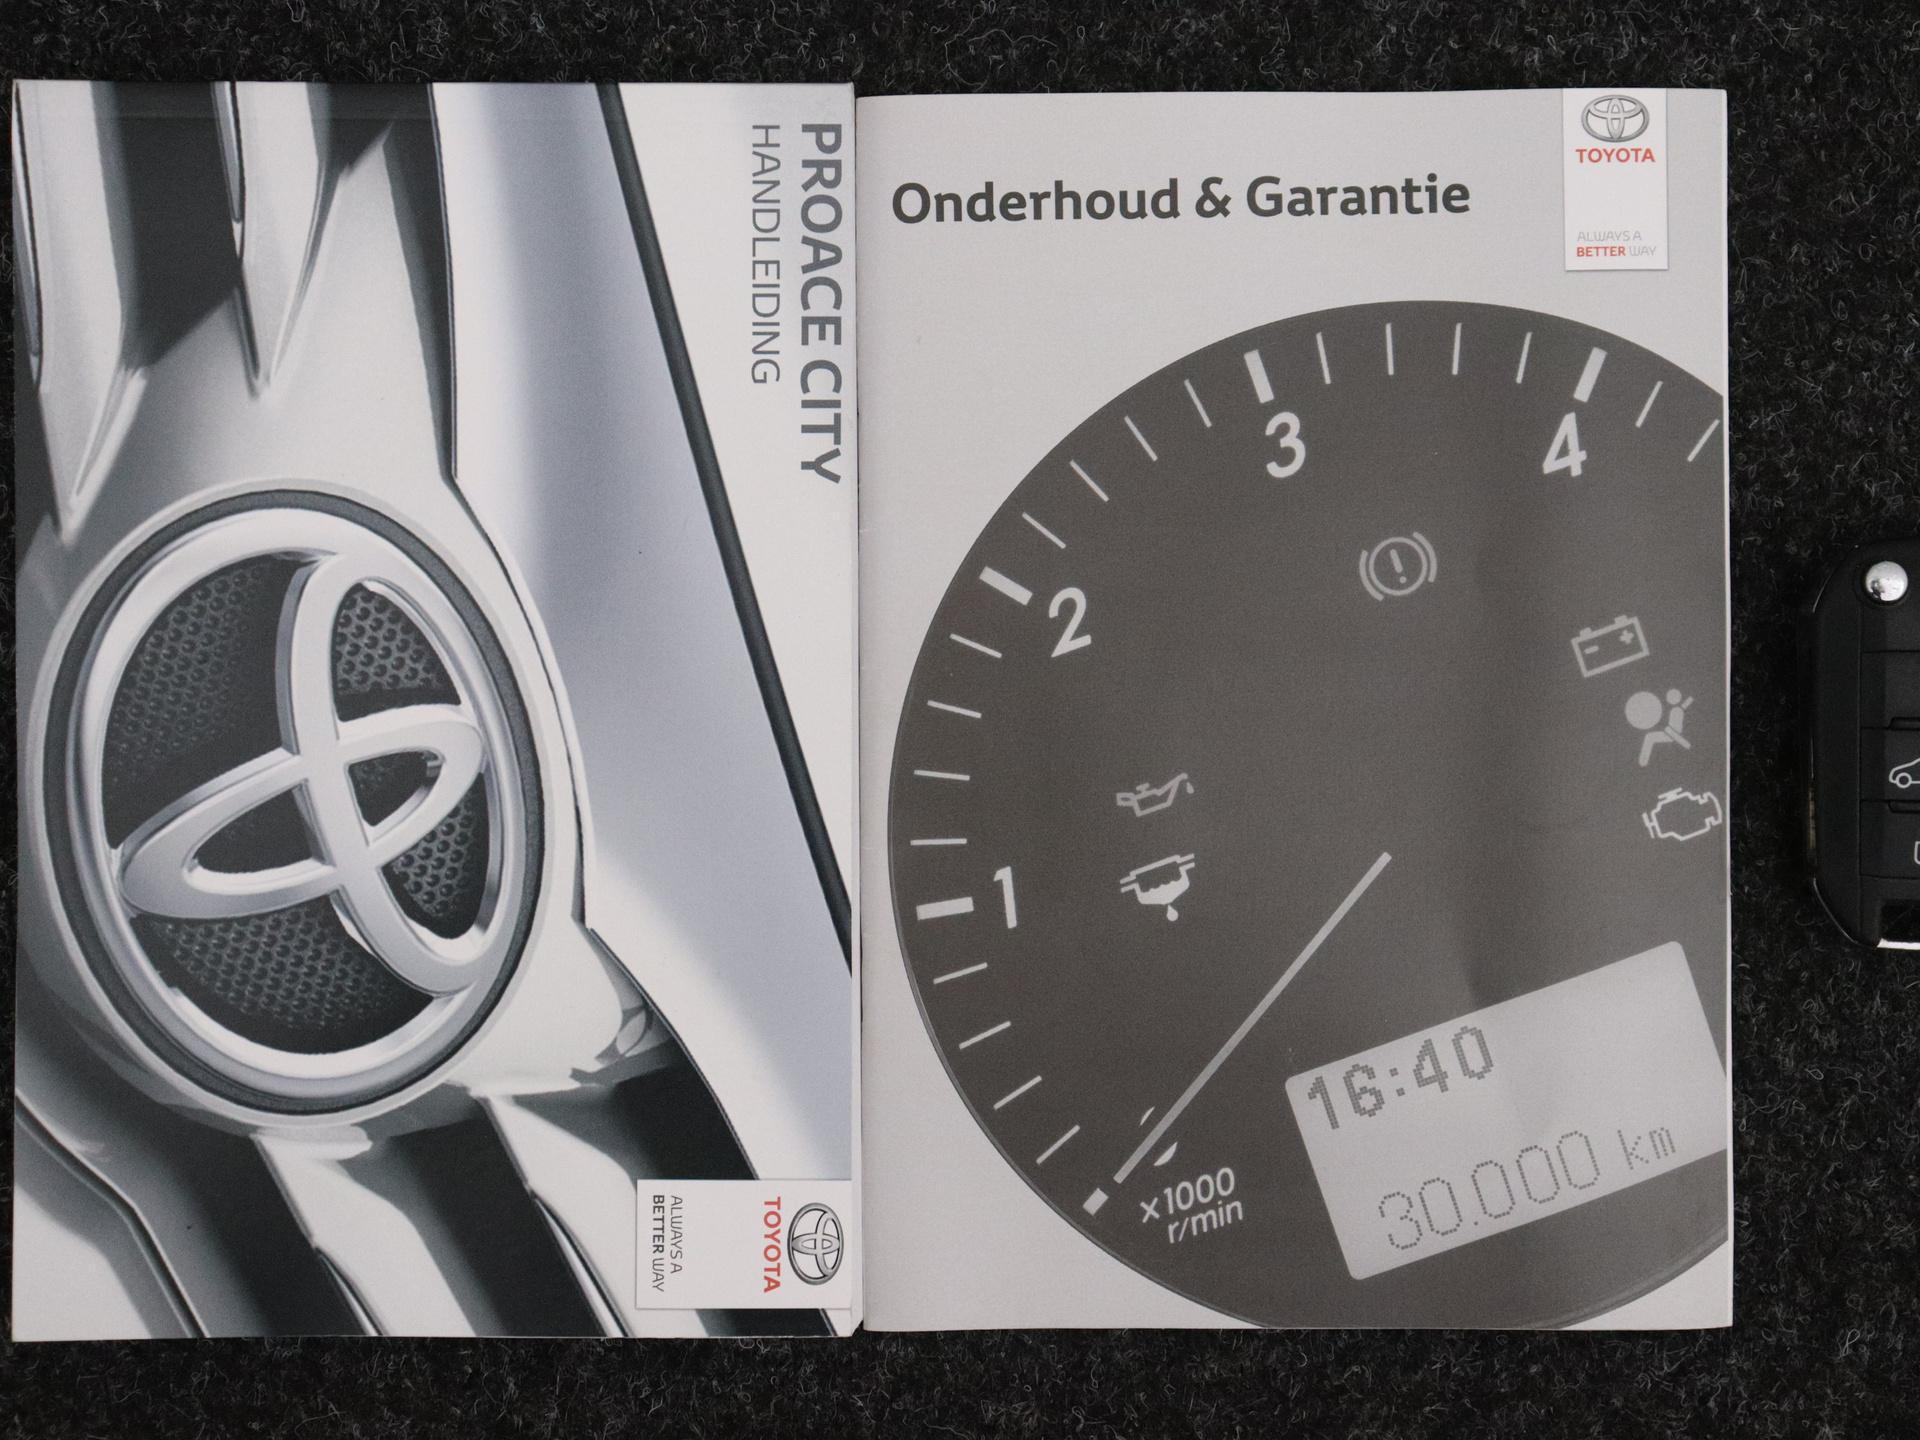 PROACE CITY
HANDLEIDING
TOYOTA
ALWAYS A
BETTER WAY
Onderhoud & Garantie
TOYOTA
ALWAYS A
BETTER WAY
3
4
2
1
16:40
30.000 km
x1000
r/min